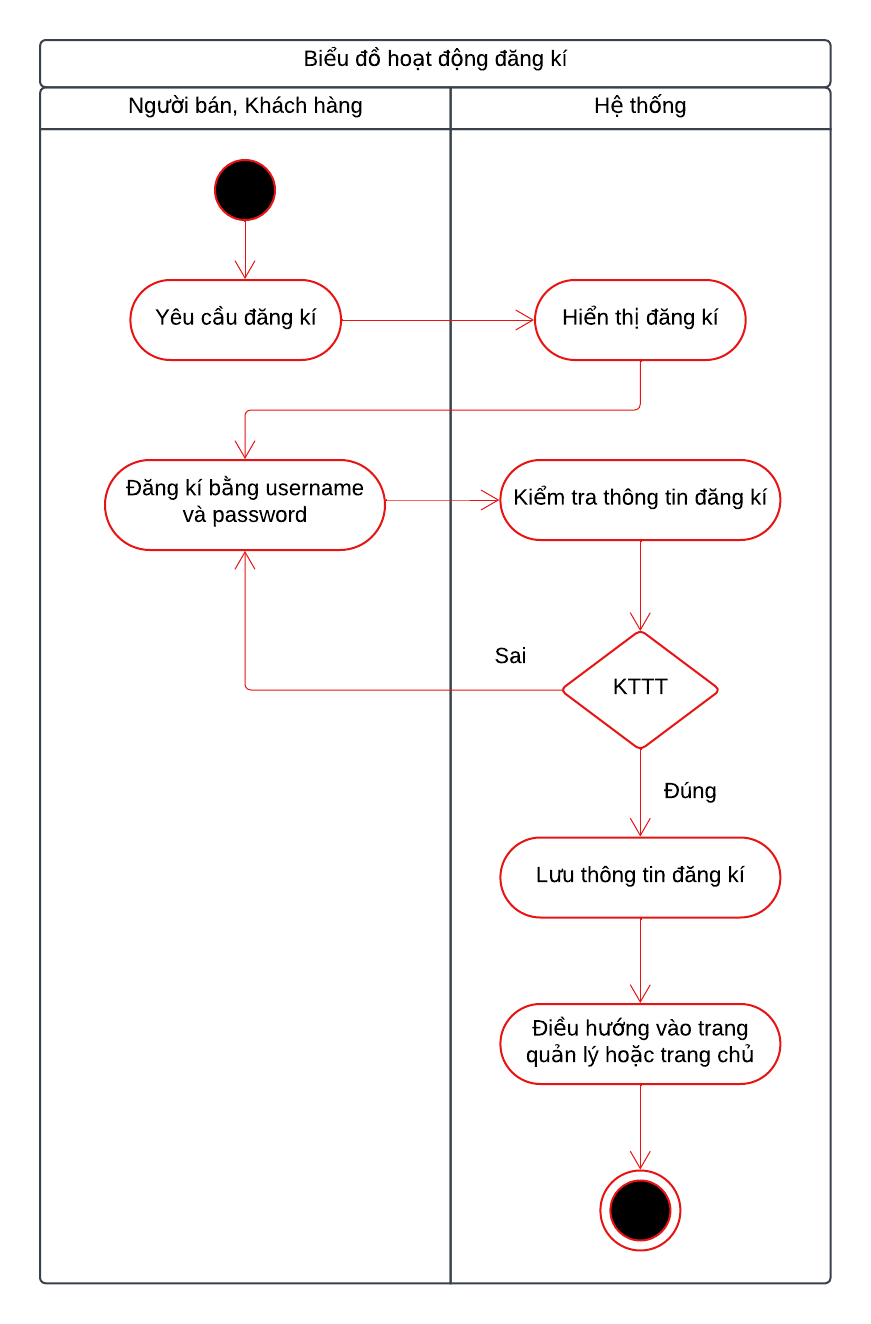 Biểu đồ hoạt động đăng kí
Người bán, Khách hàng
Hệ thống
Yêu cầu đăng kí
Hiển thị đăng kí
Đăng kí bằng username
và password
Kiểm tra thông tin đăng kí
Sai
KTTT
Đúng
Lưu thông tin đăng kí
Điều hướng vào trang
quản lý hoặc trang chủ